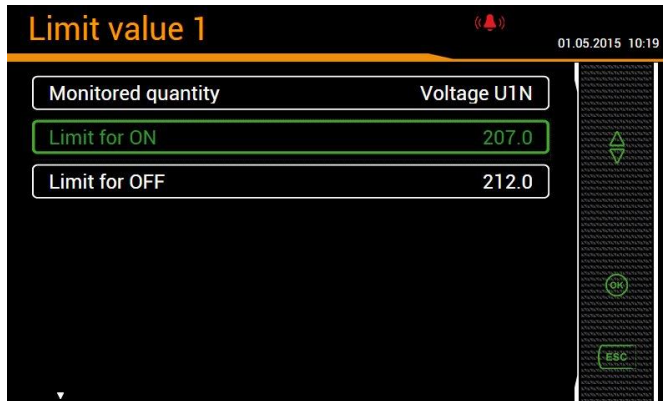 Limit value 1
01.05.2015 10:19
Monitored quantity Voltage U1N
Limit for ON 207.0
Limit for OFF 212.0
OK
ESC